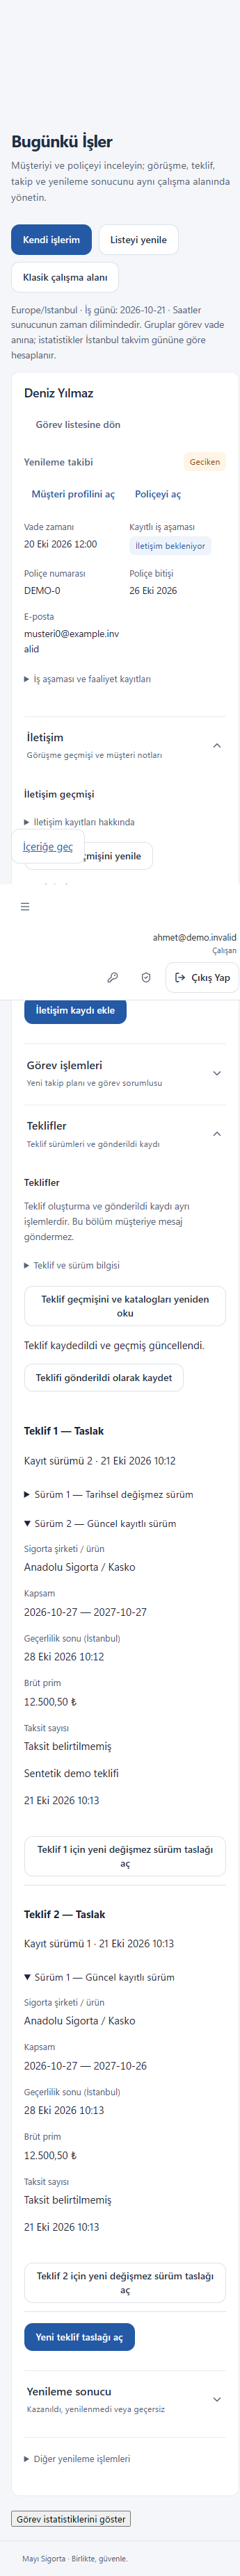 Bugünkü İşler
Müşteriyi ve poliçeyi inceleyin; görüşme, teklif,
takip ve yenileme sonucunu aynı çalışma alanında
yönetin.
Kendi işlerim
Listeyi yenile
Klasik çalışma alanı
Europe/Istanbul · İş günü: 2026-10-21 · Saatler
sunucunun zaman dilimindedir. Gruplar görev vade
anına; istatistikler İstanbul takvim gününe göre
hesaplanır.
Deniz Yılmaz
Görev listesine dön
Yenileme takibi
Geciken
Müşteri profilini aç
Poliçeyi aç
Vade zamanı
20 Eki 2026 12:00
Kayıtlı iş aşaması
İletişim bekleniyor
Poliçe numarası
DEMO-0
Poliçe bitişi
26 Eki 2026
E-posta
musteri0@example.inv
alid
İş aşaması ve faaliyet kayıtları
İletişim
Görüşme geçmişi ve müşteri notları
İletişim geçmişi
İletişim kayıtları hakkında
İçeriğe geç
çmişini yenile
ahmet@demo.invalid
Çalışan
Çıkış Yap
İletişim kaydı ekle
Görev işlemleri
Yeni takip planı ve görev sorumlusu
Teklifler
Teklif sürümleri ve gönderildi kaydı
Teklifler
Teklif oluşturma ve gönderildi kaydı ayrı
işlemlerdir. Bu bölüm müşteriye mesaj
göndermez.
Teklif ve sürüm bilgisi
Teklif geçmişini ve katalogları yeniden
oku
Teklif kaydedildi ve geçmiş güncellendi.
Teklifi gönderildi olarak kaydet
Teklif 1 — Taslak
Kayıt sürümü 2 · 21 Eki 2026 10:12
Sürüm 1 — Tarihsel değişmez sürüm
Sürüm 2 — Güncel kayıtlı sürüm
Sigorta şirketi / ürün
Anadolu Sigorta / Kasko
Kapsam
2026-10-27 — 2027-10-27
Geçerlilik sonu (İstanbul)
28 Eki 2026 10:12
Brüt prim
12.500,50 ₺
Taksit sayısı
Taksit belirtilmemiş
Sentetik demo teklifi
21 Eki 2026 10:13
Teklif 1 için yeni değişmez sürüm taslağı
aç
Teklif 2 — Taslak
Kayıt sürümü 1 · 21 Eki 2026 10:13
Sürüm 1 — Güncel kayıtlı sürüm
Sigorta şirketi / ürün
Anadolu Sigorta / Kasko
Kapsam
2026-10-27 — 2027-10-26
Geçerlilik sonu (İstanbul)
28 Eki 2026 10:13
Brüt prim
12.500,50 ₺
Taksit sayısı
Taksit belirtilmemiş
21 Eki 2026 10:13
Teklif 2 için yeni değişmez sürüm taslağı
aç
Yeni teklif taslağı aç
Yenileme sonucu
Kazanıldı, yenilenmedi veya geçersiz
Diğer yenileme işlemleri
Görev istatistiklerini göster
Mayı Sigorta · Birlikte, güvenle.